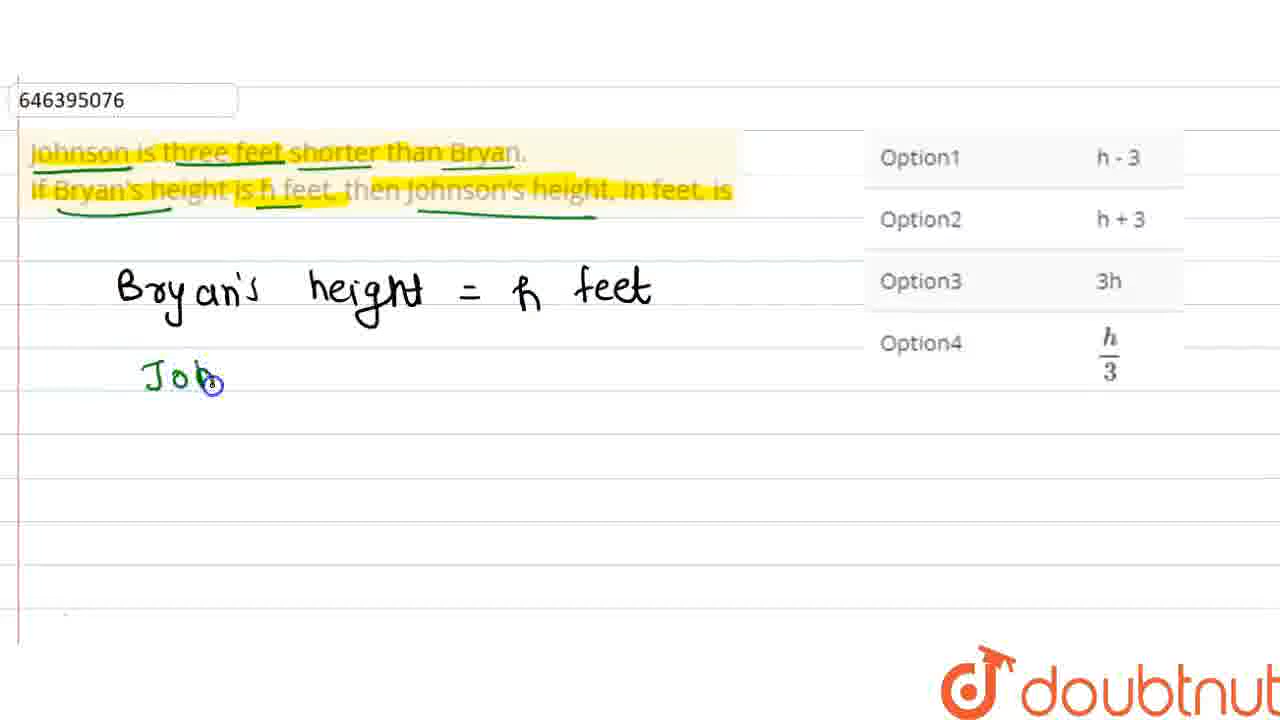 646395076
Johnson is three feet shorter than Bryan.
If Bryan's height is h feet, then Johnson's height, in feet, is
Option1 h - 3
Option2 h + 3
Option3 3h
Option4 h/3
Bryan's height = h feet
Joh
doubtnut